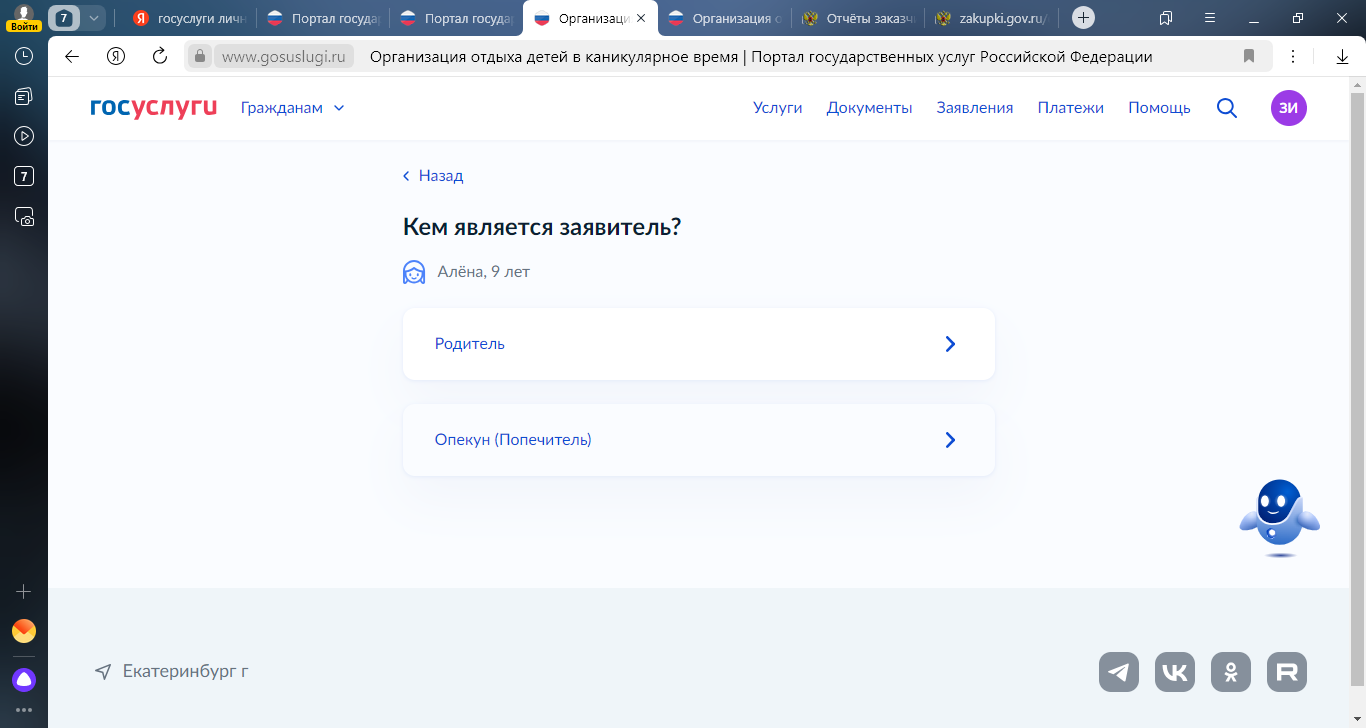 Войти
7
госуслуги личн
Портал госуда
Портал госуда
Организаци
Организация о
Отчёты заказч
zakupki.gov.ru/
www.gosuslugi.ru
Организация отдыха детей в каникулярное время | Портал государственных услуг Российской Федерации
7
госуслуги
Гражданам
Услуги
Документы
Заявления
Платежи
Помощь
ЗИ
Назад
Кем является заявитель?
Алёна, 9 лет
Родитель
Опекун (Попечитель)
Екатеринбург г